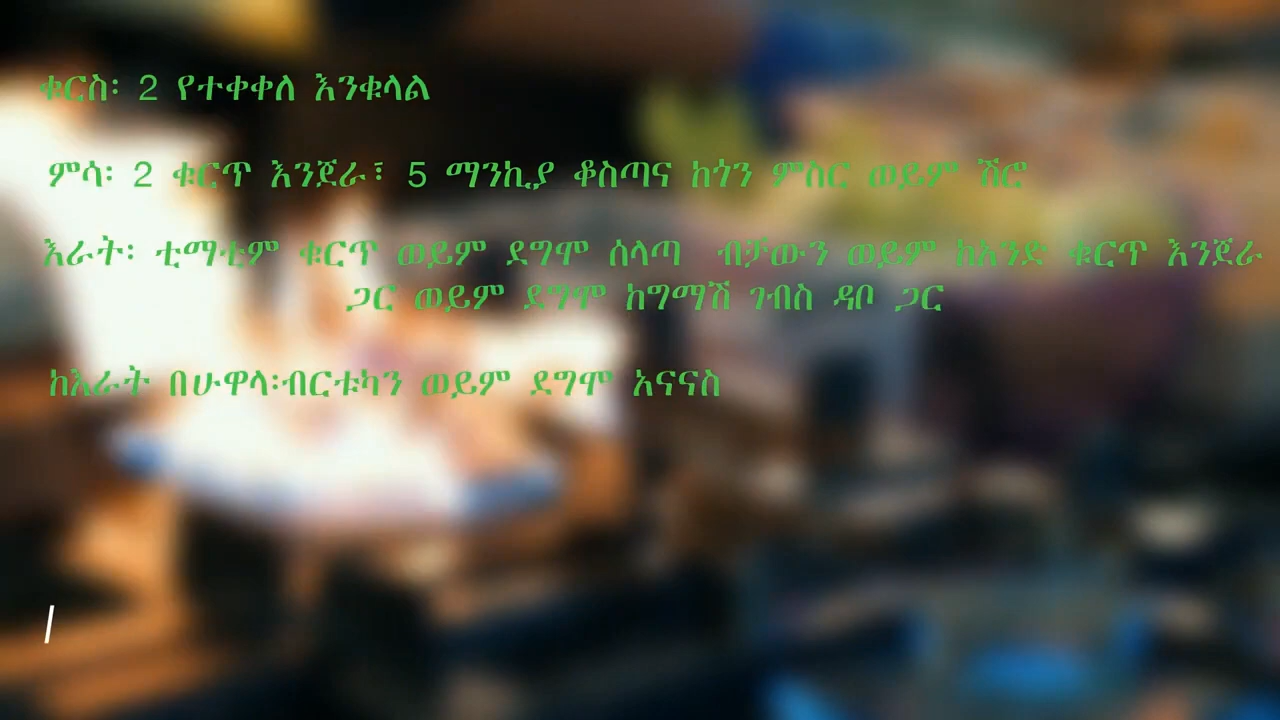 ቁርስ፡ 2 የተቀቀለ እንቁላል
ምሳ፡ 2 ቁርጥ እንጀራ፣ 5 ማንኪያ ቆስጣና ከጎን ምስር ወይም ሽሮ
እራት፡ ቲማቲም ቁርጥ ወይም ደግሞ ሰላጣ ብቻውን ወይም ከአንድ ቁርጥ እንጀራ
ጋር ወይም ደግሞ ከግማሽ ገብስ ዳቦ ጋር
ከእራት በሁዋላ፡ብርቱካን ወይም ደግሞ አናናስ
/